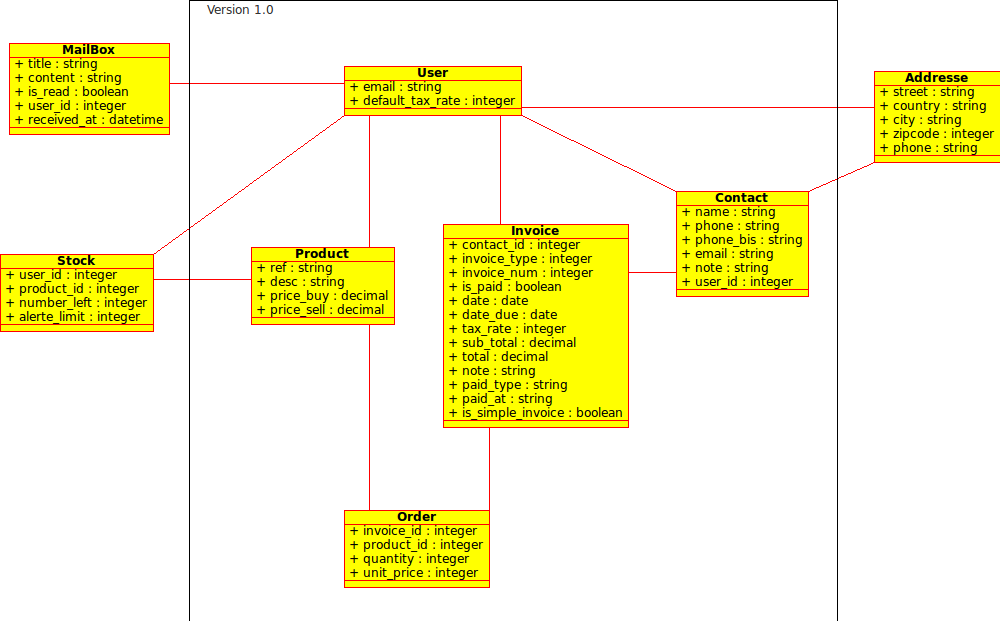 Version 1.0
MailBox
+ title : string
+ content : string
+ is_read : boolean
+ user_id : integer
+ received_at : datetime
User
+ email : string
+ default_tax_rate : integer
Addresse
+ street : string
+ country : string
+ city : string
+ zipcode : integer
+ phone : string
Contact
+ name : string
+ phone : string
+ phone_bis : string
+ email : string
+ note : string
+ user_id : integer
Invoice
+ contact_id : integer
+ invoice_type : integer
+ invoice_num : integer
+ is_paid : boolean
+ date : date
+ date_due : date
+ tax_rate : integer
+ sub_total : decimal
+ total : decimal
+ note : string
+ paid_type : string
+ paid_at : string
+ is_simple_invoice : boolean
Product
+ ref : string
+ desc : string
+ price_buy : decimal
+ price_sell : decimal
Stock
+ user_id : integer
+ product_id : integer
+ number_left : integer
+ alerte_limit : integer
Order
+ invoice_id : integer
+ product_id : integer
+ quantity : integer
+ unit_price : integer